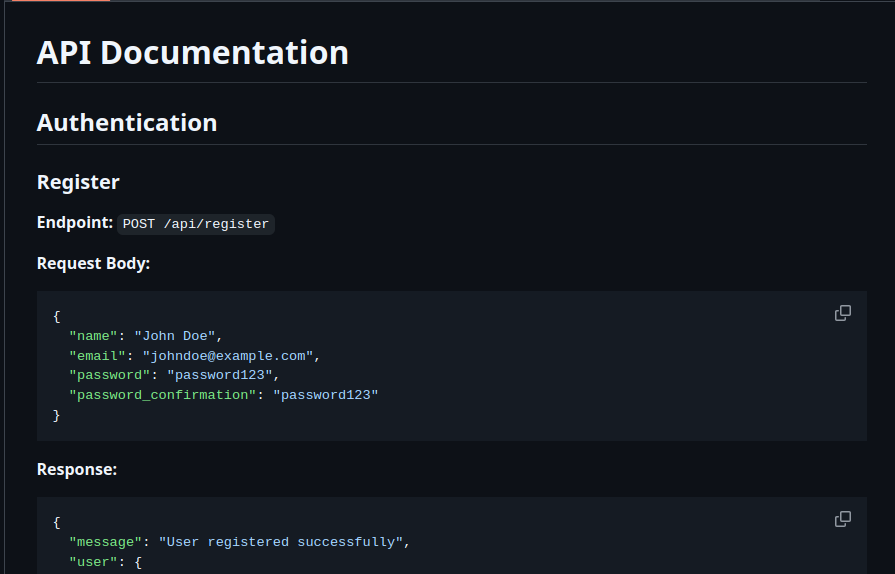 API Documentation
Authentication
Register
Endpoint: POST /api/register
Request Body:
{
  "name": "John Doe",
  "email": "johndoe@example.com",
  "password": "password123",
  "password_confirmation": "password123"
}
Response:
{
  "message": "User registered successfully",
  "user": {